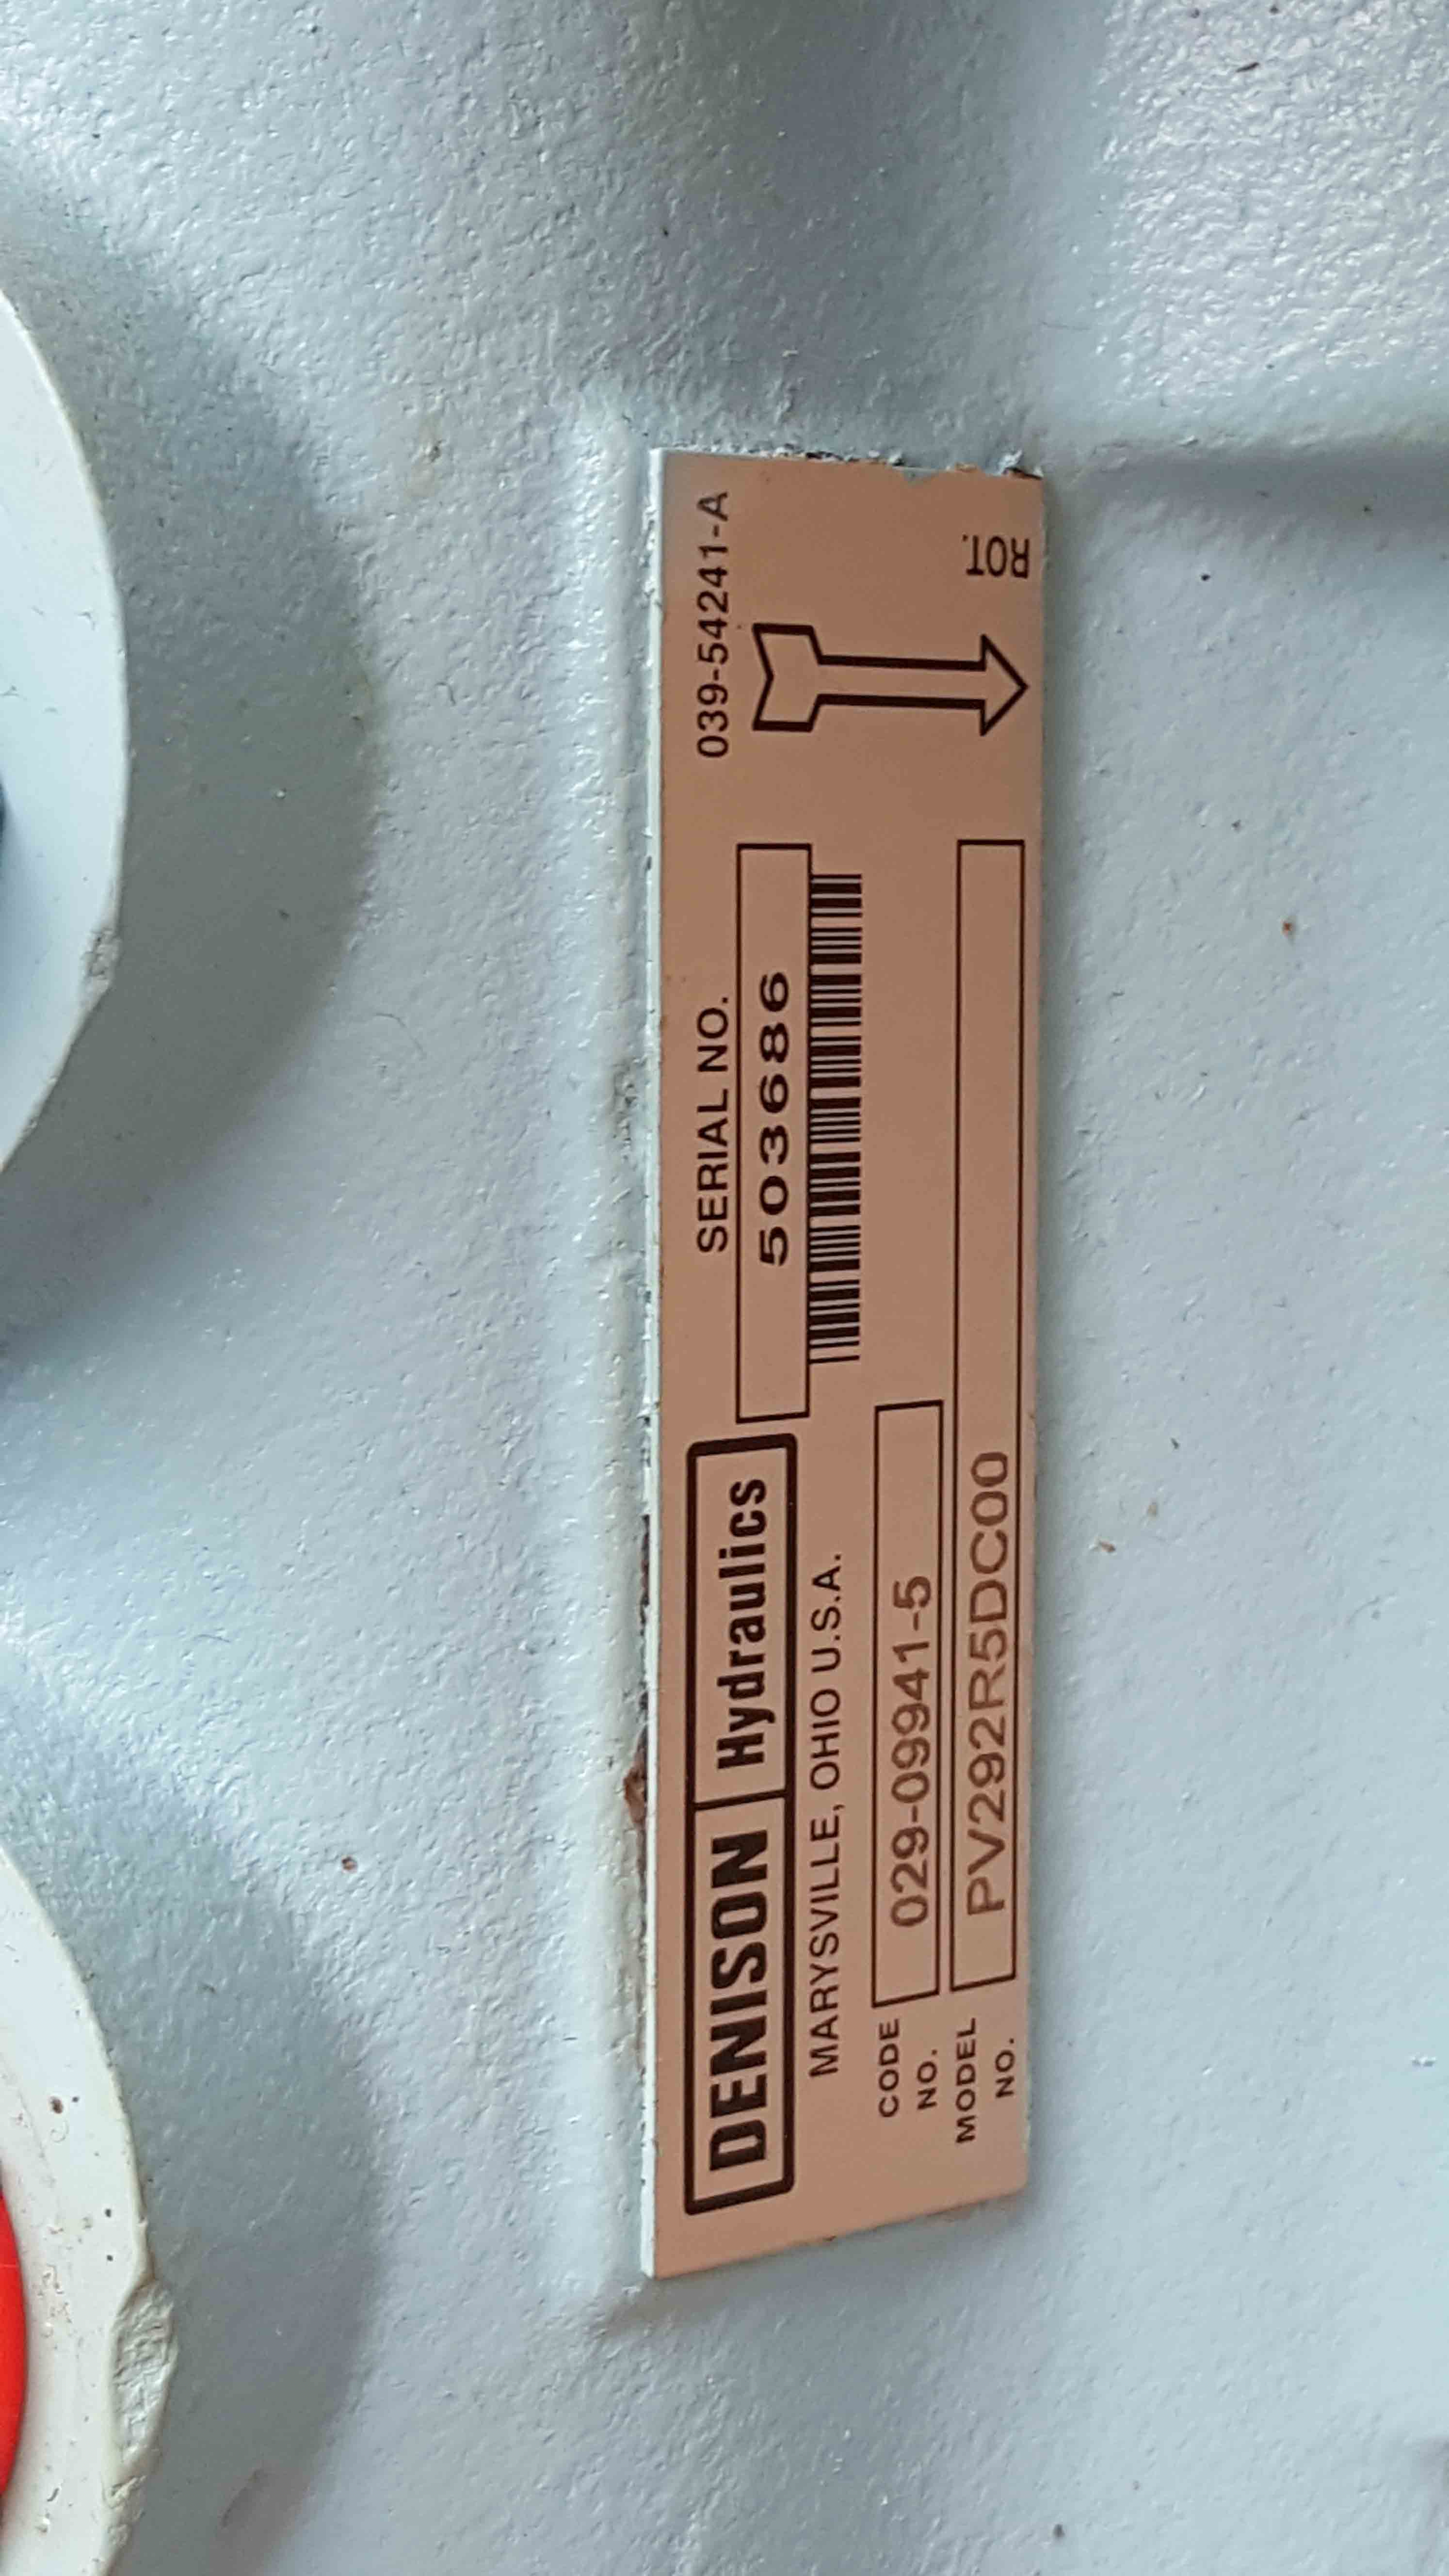 DENISON Hydraulics
MARYSVILLE, OHIO U.S.A.
SERIAL NO.
503686
039-54241-A
CODE NO. 029-09941-5
MODEL NO. PV292R5DC00
ROT.